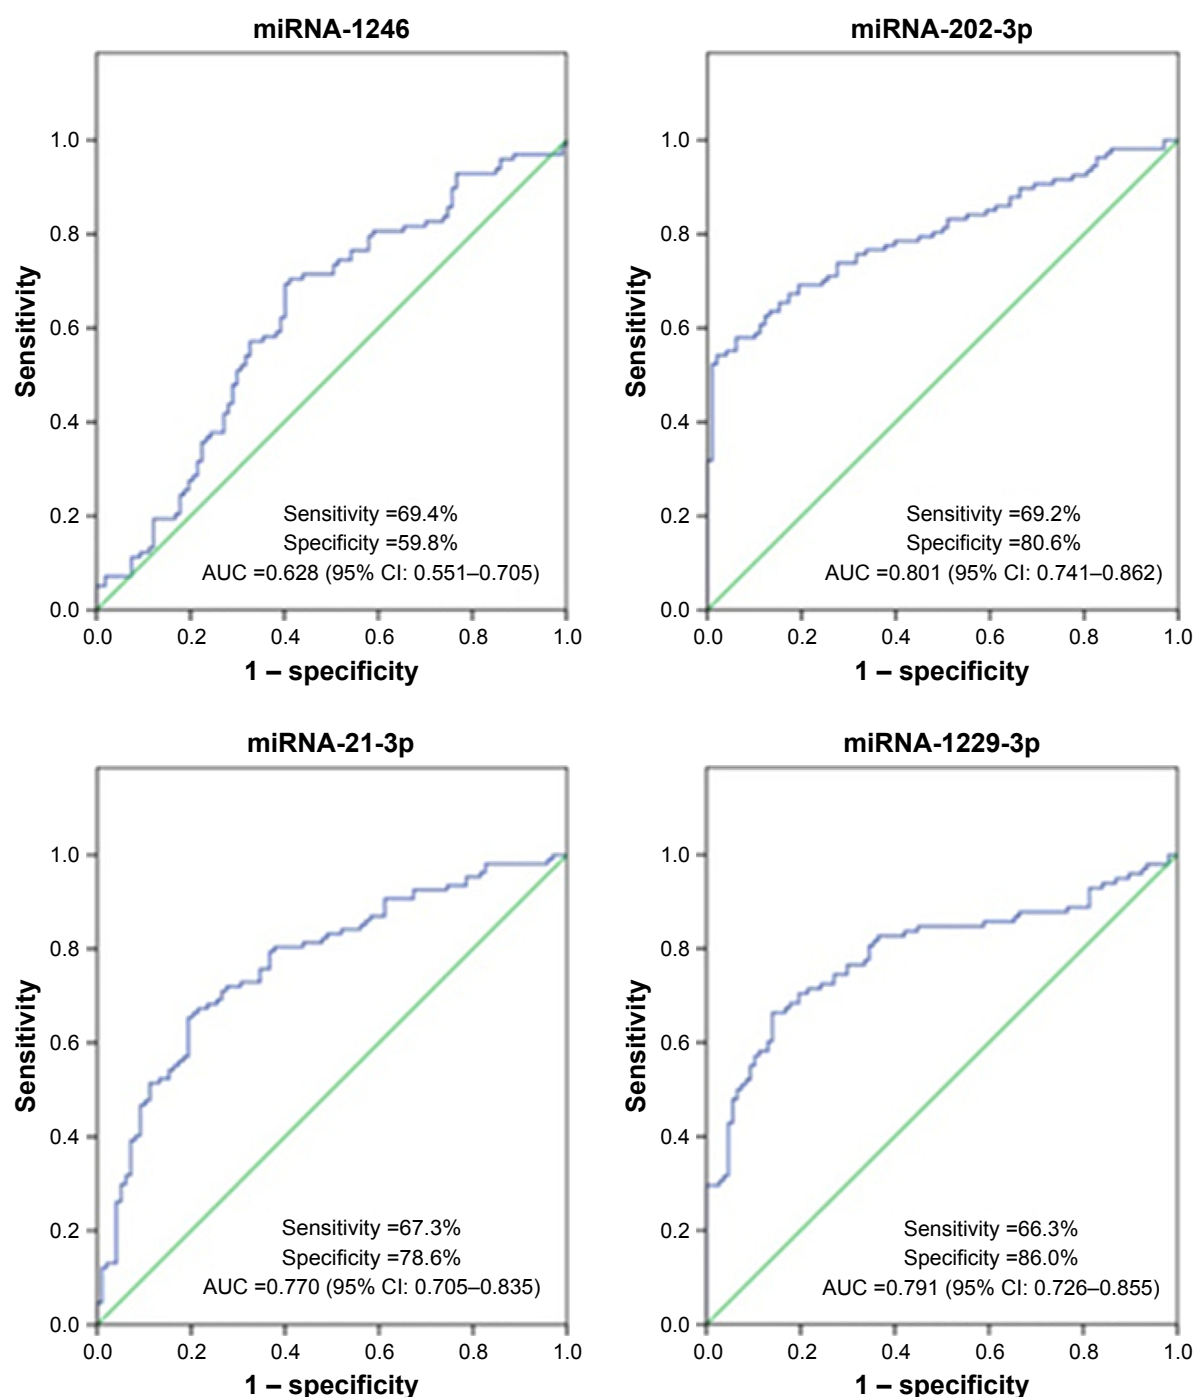 miRNA-1246
1.0
0.8
0.6
0.4
0.2
0.0
Sensitivity
Sensitivity =69.4%
Specificity =59.8%
AUC =0.628 (95% CI: 0.551–0.705)
0.0 0.2 0.4 0.6 0.8 1.0
1 – specificity
miRNA-202-3p
1.0
0.8
0.6
0.4
0.2
0.0
Sensitivity
Sensitivity =69.2%
Specificity =80.6%
AUC =0.801 (95% CI: 0.741–0.862)
0.0 0.2 0.4 0.6 0.8 1.0
1 – specificity
miRNA-21-3p
1.0
0.8
0.6
0.4
0.2
0.0
Sensitivity
Sensitivity =67.3%
Specificity =78.6%
AUC =0.770 (95% CI: 0.705–0.835)
0.0 0.2 0.4 0.6 0.8 1.0
1 – specificity
miRNA-1229-3p
1.0
0.8
0.6
0.4
0.2
0.0
Sensitivity
Sensitivity =66.3%
Specificity =86.0%
AUC =0.791 (95% CI: 0.726–0.855)
0.0 0.2 0.4 0.6 0.8 1.0
1 – specificity